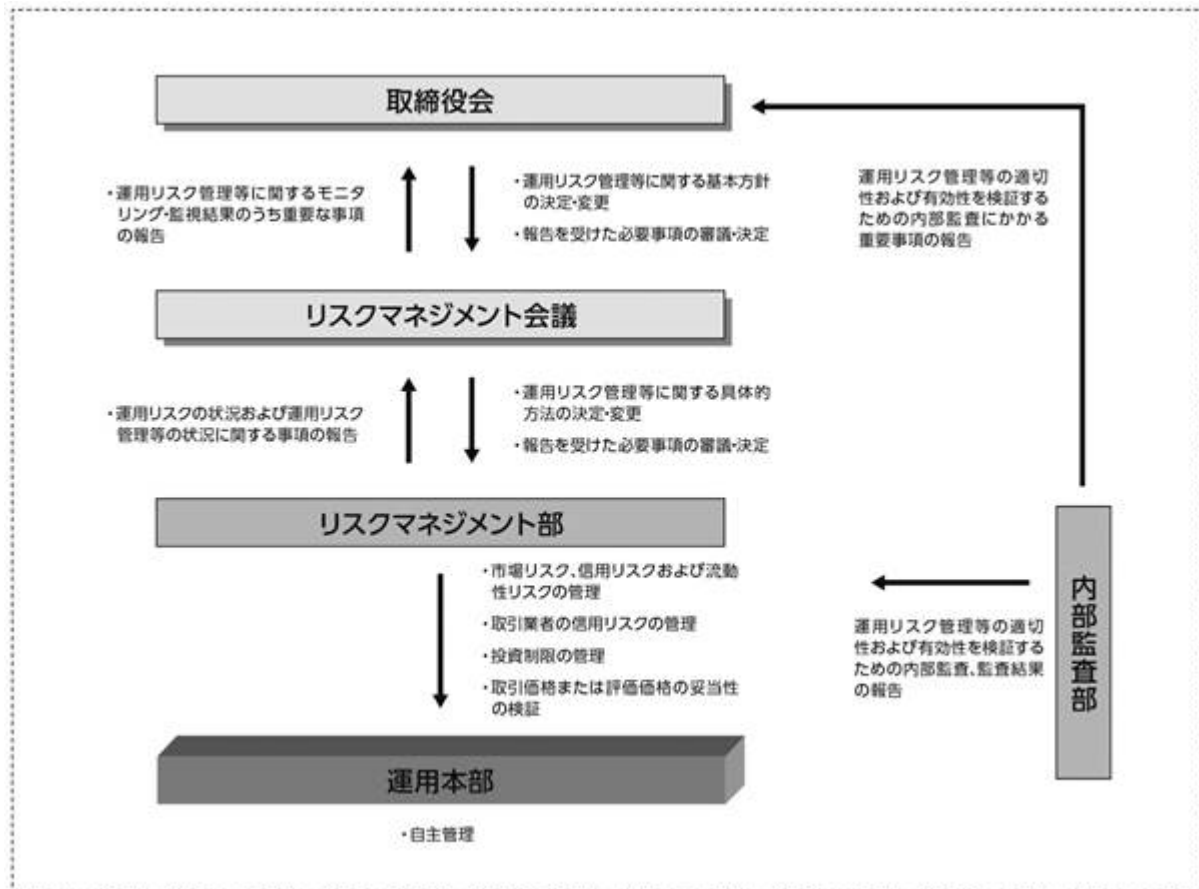 取締役会
・運用リスク管理等に関するモニタ
リング・監視結果のうち重要な事項
の報告
・運用リスク管理等に関する基本方針
の決定・変更
・報告を受けた必要事項の審議・決定
運用リスク管理等の適切
性および有効性を検証す
るための内部監査にかかる
重要事項の報告
リスクマネジメント会議
・運用リスクの状況および運用リスク
管理等の状況に関する事項の報告
・運用リスク管理等に関する具体的
方法の決定・変更
・報告を受けた必要事項の審議・決定
リスクマネジメント部
・市場リスク、信用リスクおよび流動
性リスクの管理
・取引業者の信用リスクの管理
・投資制限の管理
・取引価格または評価価格の妥当性
の検証
運用リスク管理等の適切
性および有効性を検証する
ための内部監査、監査結果
の報告
内部監査部
運用本部
・自主管理